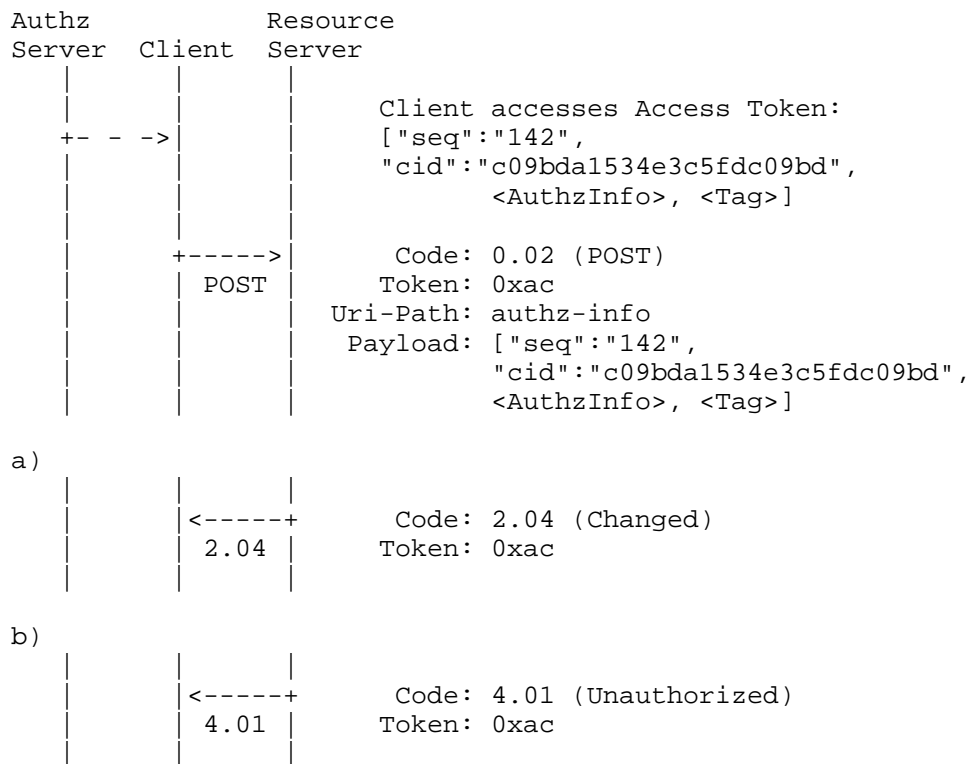 Authz Resource
Server Client Server
Client accesses Access Token:
["seq":"142",
"cid":"c09bda1534e3c5fdc09bd",
<AuthzInfo>, <Tag>]
Code: 0.02 (POST)
POST Token: 0xac
Uri-Path: authz-info
Payload: ["seq":"142",
"cid":"c09bda1534e3c5fdc09bd",
<AuthzInfo>, <Tag>]
a)
Code: 2.04 (Changed)
2.04 Token: 0xac
b)
Code: 4.01 (Unauthorized)
4.01 Token: 0xac